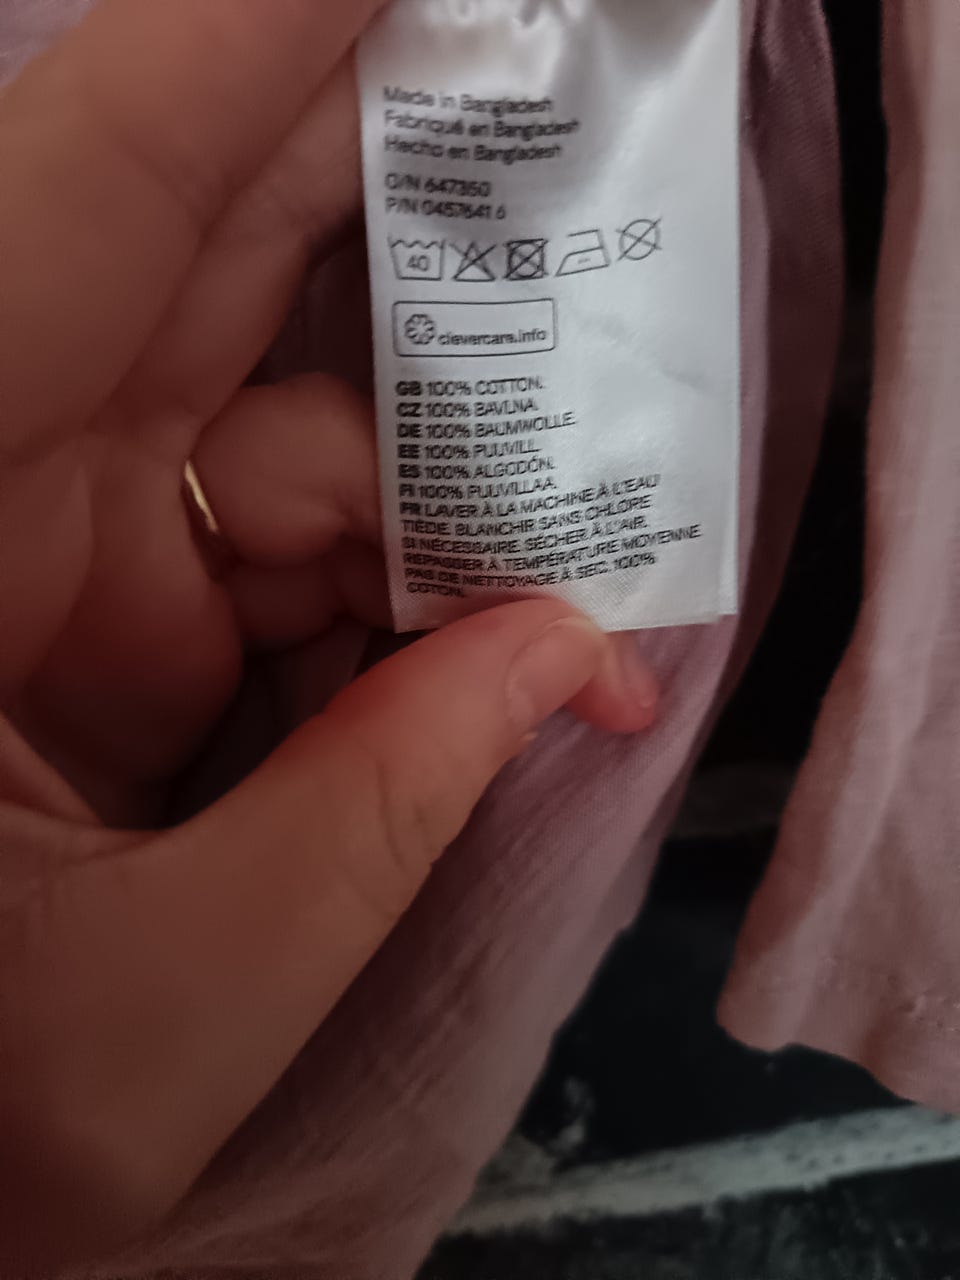 Made in Bangladesh
Fabriqué en Bangladesh
Hecho en Bangladesh
O/N 647350
P/N 0457641 6
40
clevercare.info
GB 100% COTTON.
CZ 100% BAVLNA.
DE 100% BAUMWOLLE.
EE 100% PUUVILL.
ES 100% ALGODÓN.
FI 100% PUUVILLAA.
FR LAVER À LA MACHINE À L'EAU
TIÈDE. BLANCHIR SANS CHLORE
SI NÉCESSAIRE. SÉCHER À L'AIR.
REPASSER À TEMPÉRATURE MOYENNE.
PAS DE NETTOYAGE À SEC. 100%
COTON.